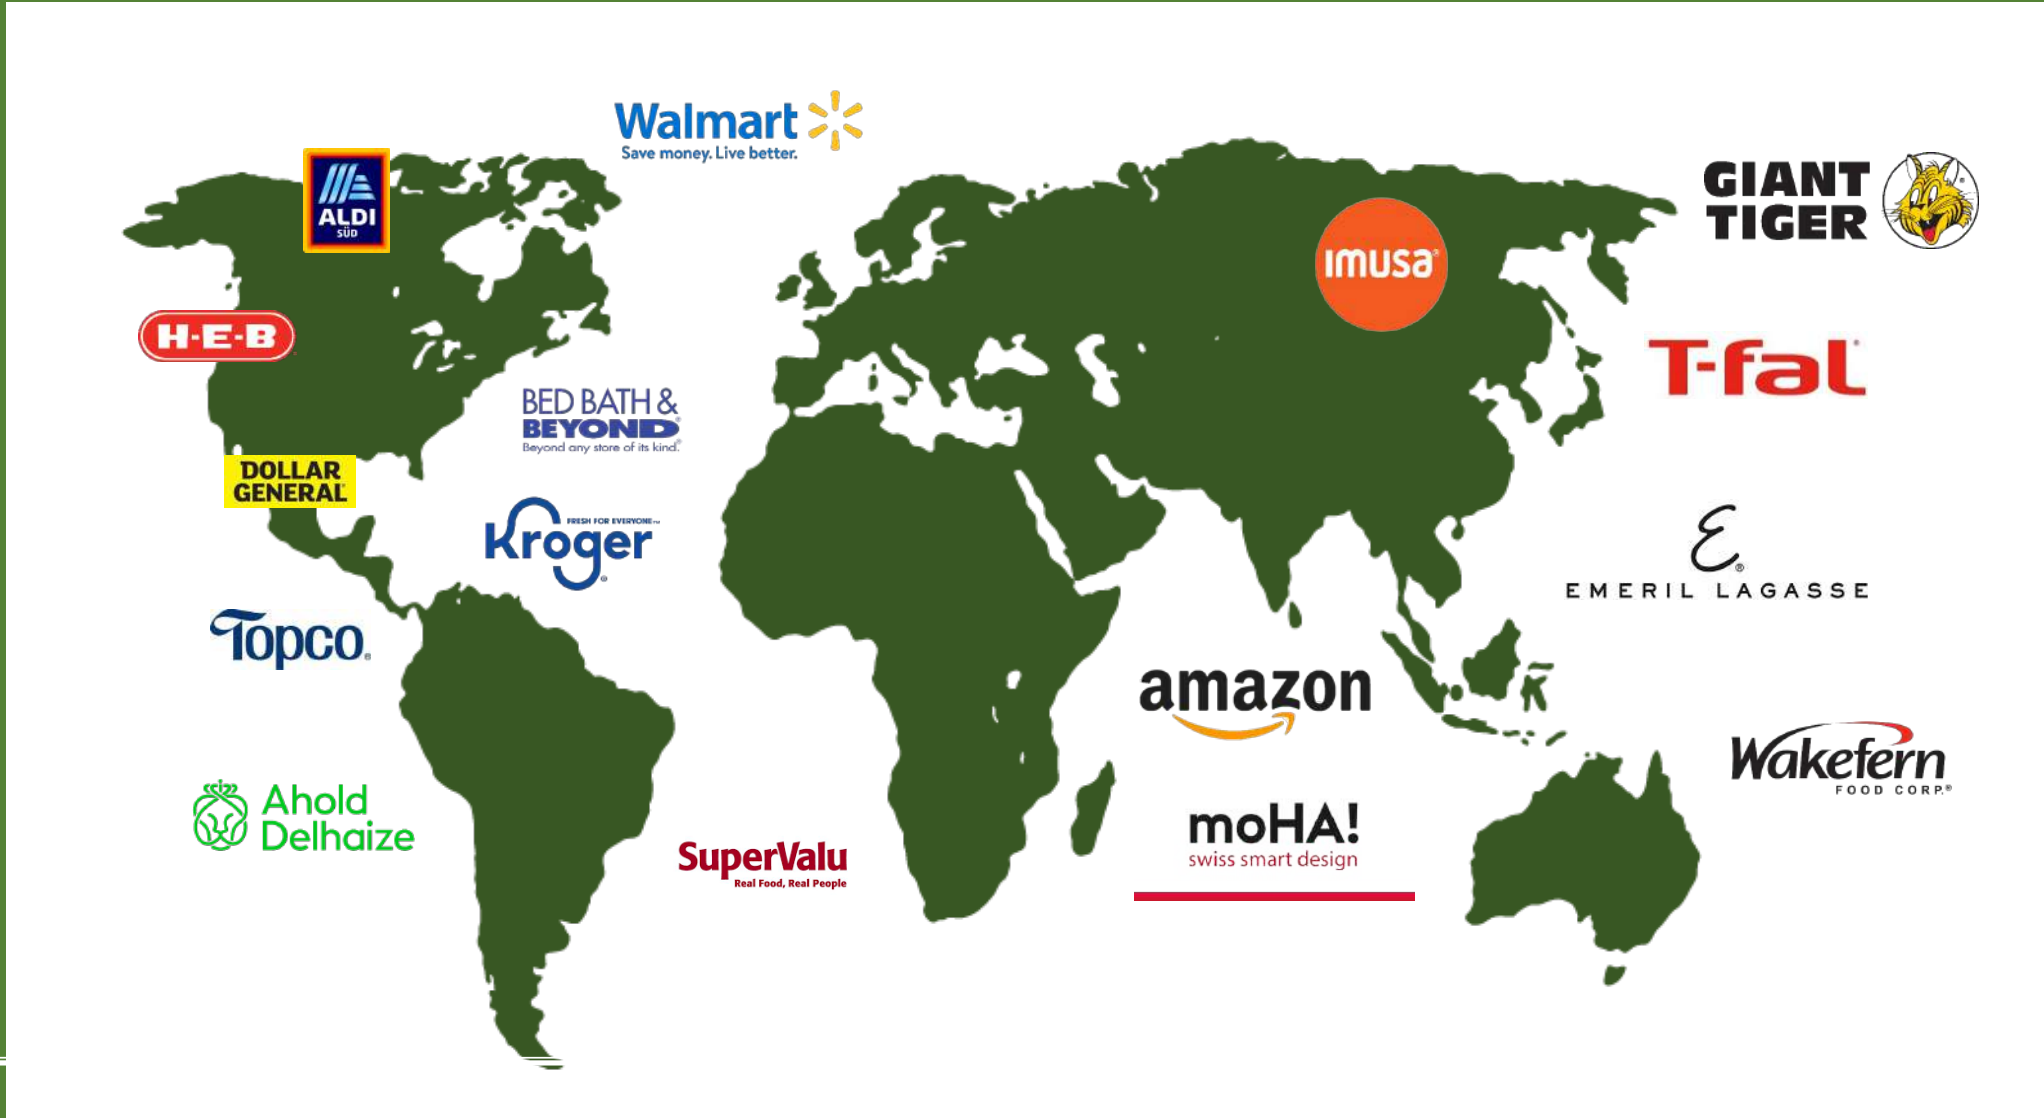 Walmart
Save money. Live better.
ALDI
SÜD
GIANT
TIGER
imusa®
H-E-B
T-fal
BED BATH &
BEYOND
Beyond any store of its kind.®
DOLLAR
GENERAL
FRESH FOR EVERYONE™
Kroger
®
E®
EMERIL LAGASSE
Topco®
amazon
Wakefern
FOOD CORP.®
Ahold
Delhaize
moHA!
swiss smart design
SuperValu
Real Food, Real People